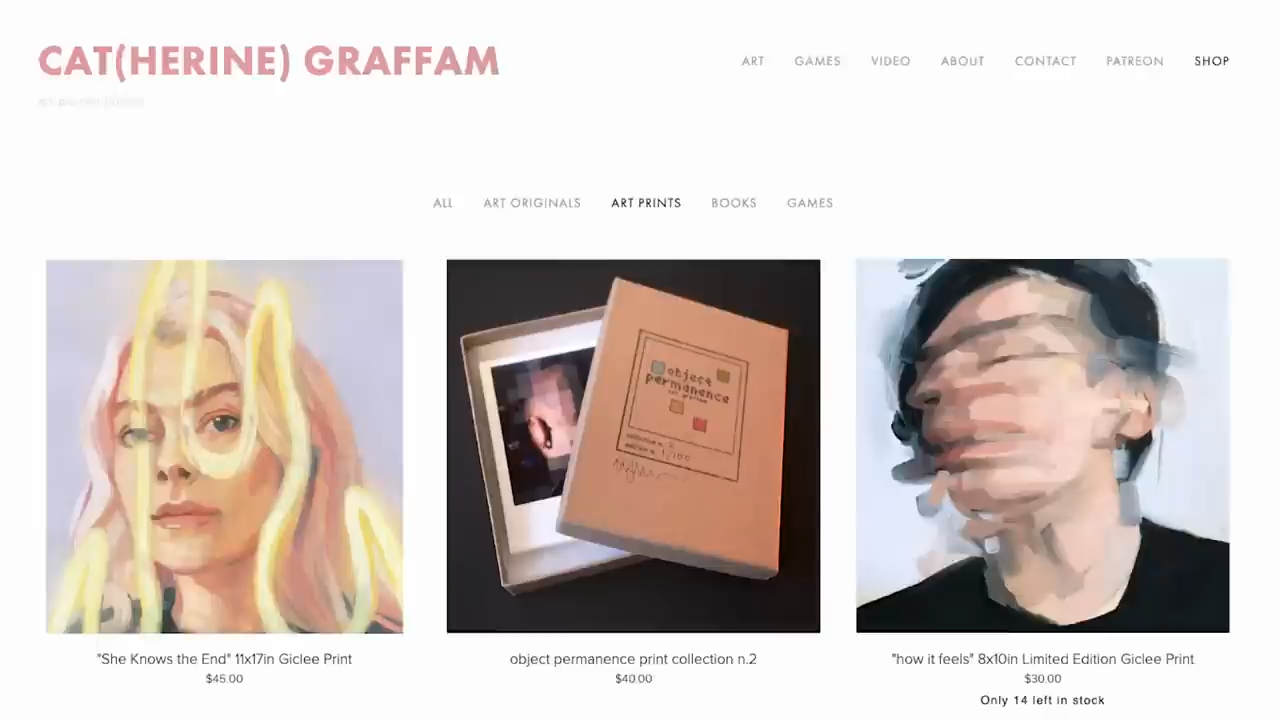 CAT(HERINE) GRAFFAM
ART GAMES VIDEO ABOUT CONTACT PATREON SHOP
ALL ART ORIGINALS ART PRINTS BOOKS GAMES
object
permanence
"She Knows the End" 11x17in Giclee Print
$45.00
object permanence print collection n.2
$40.00
"how it feels" 8x10in Limited Edition Giclee Print
$30.00
Only 14 left in stock